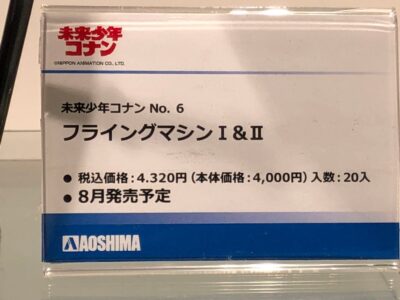 未来少年
コナン
©NIPPON ANIMATION CO., LTD.
未来少年コナン No. 6
フライングマシンⅠ&Ⅱ
● 税込価格:4,320円(本体価格:4,000円)入数:20入
● 8月発売予定
AOSHIMA